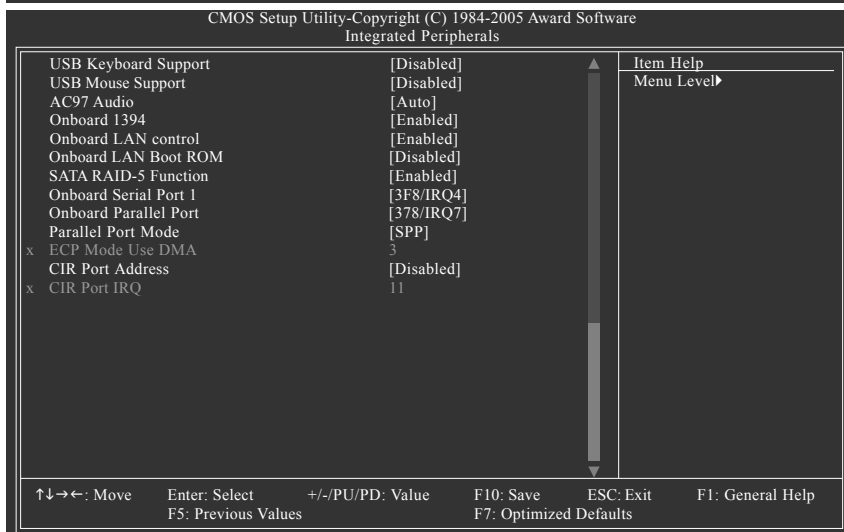 CMOS Setup Utility-Copyright (C) 1984-2005 Award Software
Integrated Peripherals
USB Keyboard Support [Disabled]
USB Mouse Support [Disabled]
AC97 Audio [Auto]
Onboard 1394 [Enabled]
Onboard LAN control [Enabled]
Onboard LAN Boot ROM [Disabled]
SATA RAID-5 Function [Enabled]
Onboard Serial Port 1 [3F8/IRQ4]
Onboard Parallel Port [378/IRQ7]
Parallel Port Mode [SPP]
x ECP Mode Use DMA 3
CIR Port Address [Disabled]
x CIR Port IRQ 11
Item Help
Menu Level▶
↑↓→←: Move Enter: Select +/-/PU/PD: Value F10: Save ESC: Exit F1: General Help
F5: Previous Values F7: Optimized Defaults